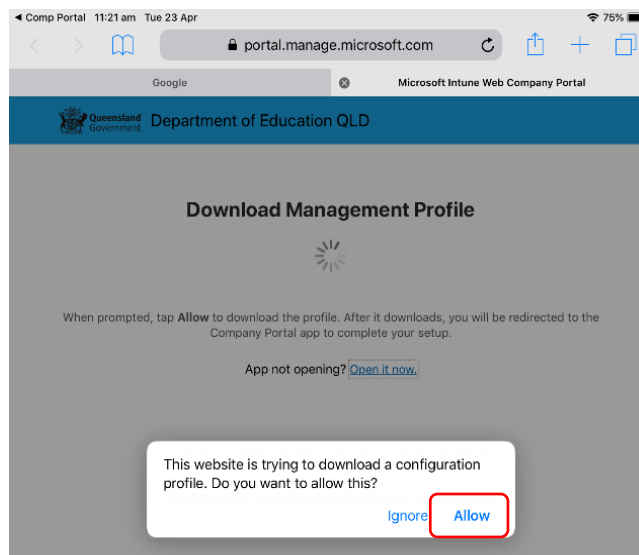 Comp Portal 11:21 am Tue 23 Apr 75%
portal.manage.microsoft.com
Google Microsoft Intune Web Company Portal
Queensland
Government
Department of Education QLD
Download Management Profile
When prompted, tap Allow to download the profile. After it downloads, you will be redirected to the
Company Portal app to complete your setup.
App not opening? Open it now.
This website is trying to download a configuration
profile. Do you want to allow this?
Ignore Allow